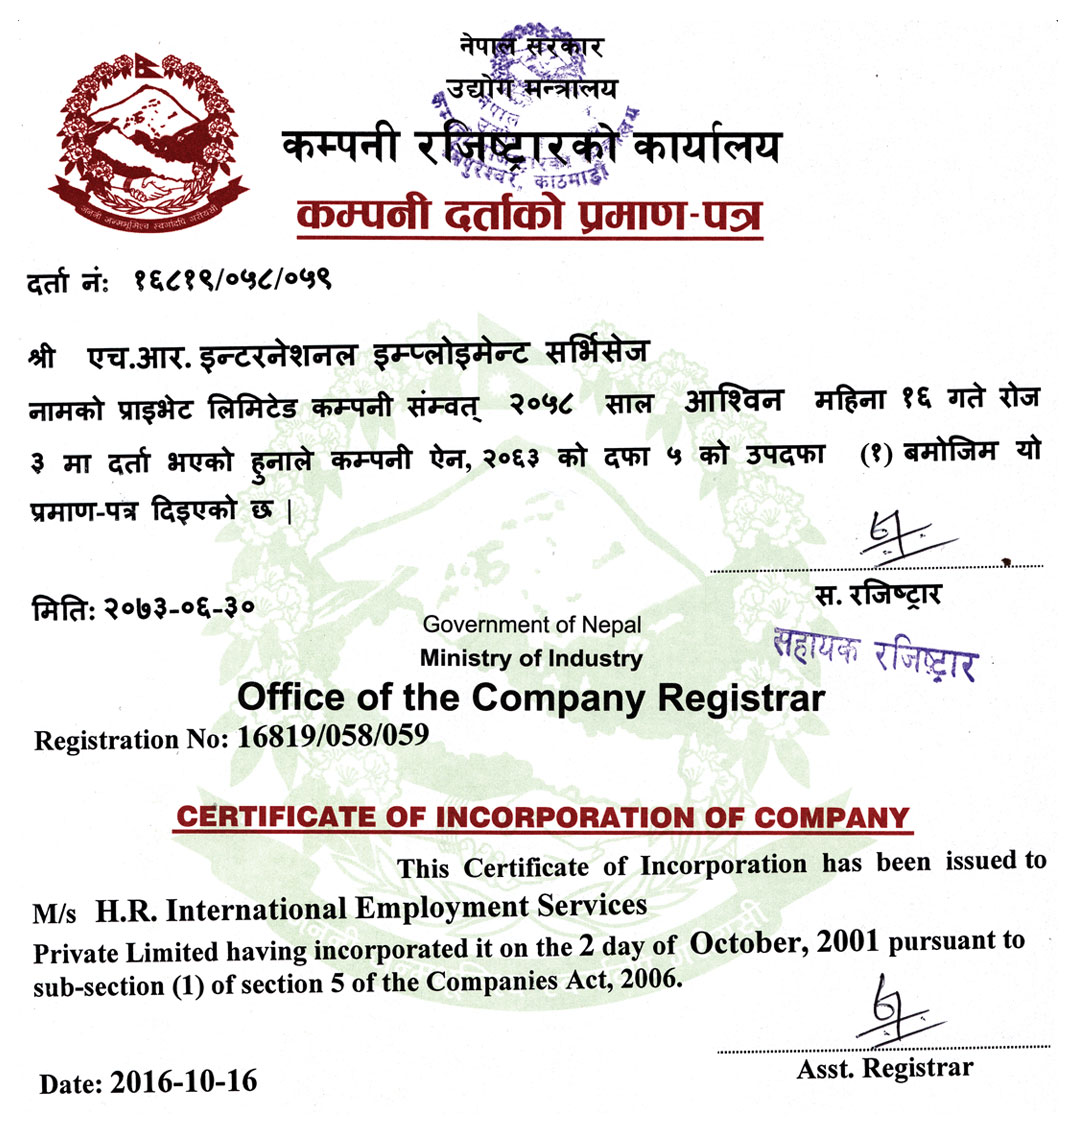 नेपाल सरकार
उद्योग मन्त्रालय
कम्पनी रजिष्ट्रारको कार्यालय
कम्पनी दर्ताको प्रमाण-पत्र
जननी जन्मभूमिश्च स्वर्गादपि गरीयसी
दर्ता नं: १६८१९/०५८/०५९
श्री एच.आर. इन्टरनेशनल इम्प्लोइमेन्ट सर्भिसेज
नामको प्राइभेट लिमिटेड कम्पनी संम्वत् २०५८ साल आश्विन महिना १६ गते रोज
३ मा दर्ता भएको हुनाले कम्पनी ऐन, २०६३ को दफा ५ को उपदफा (१) बमोजिम यो
प्रमाण-पत्र दिइएको छ |
स. रजिष्ट्रार
सहायक रजिष्ट्रार
मिति: २०७३-०६-३०
Government of Nepal
Ministry of Industry
Office of the Company Registrar
Registration No: 16819/058/059
CERTIFICATE OF INCORPORATION OF COMPANY
This Certificate of Incorporation has been issued to
M/s H.R. International Employment Services
Private Limited having incorporated it on the 2 day of October, 2001 pursuant to
sub-section (1) of section 5 of the Companies Act, 2006.
Asst. Registrar
Date: 2016-10-16